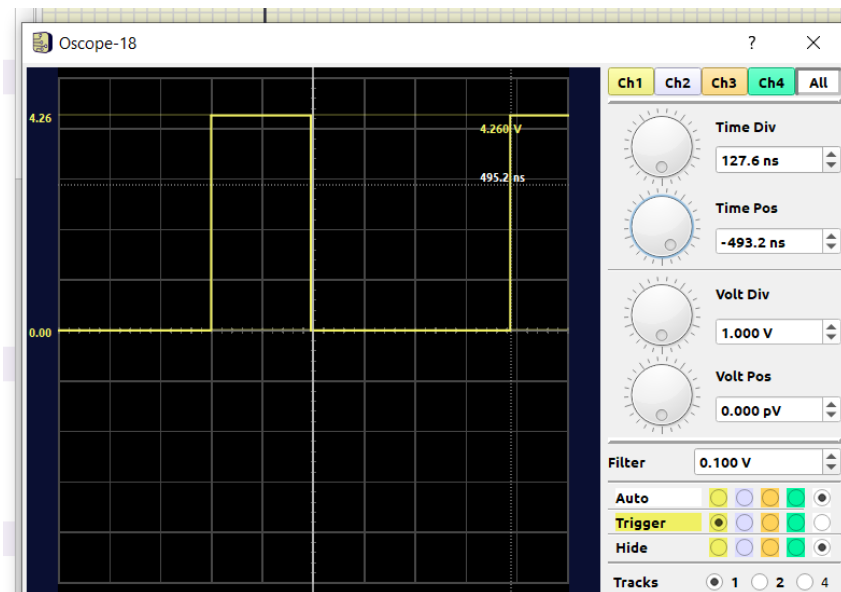 Oscope-18
? X
Ch1 Ch2 Ch3 Ch4 All
4.26
4.260 V
495.2 ns
0.00
Time Div
127.6 ns
Time Pos
-493.2 ns
Volt Div
1.000 V
Volt Pos
0.000 pV
Filter 0.100 V
Auto
Trigger
Hide
Tracks 1 2 4